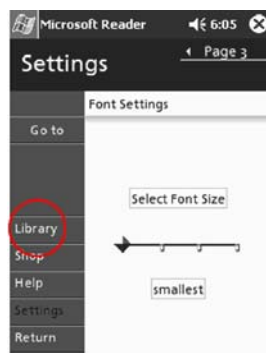 Microsoft Reader 6:05
Settings
Page 3
Font Settings
Go to
Select Font Size
Library
Shop
smallest
Help
Settings
Return